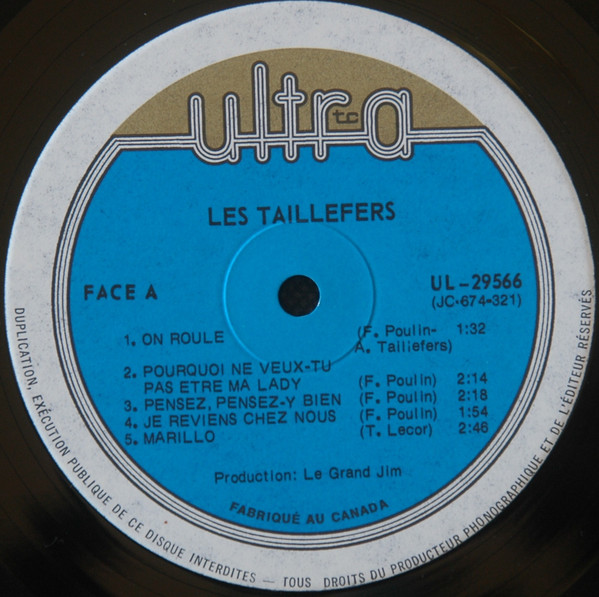 ultra
tc
LES TAILLEFERS
FACE A
UL-29566
(JC-674-321)
1. ON ROULE (F. Poulin- 1:32
A. Taillefers)
2. POURQUOI NE VEUX-TU
PAS ETRE MA LADY (F. Poulin) 2:14
3. PENSEZ, PENSEZ-Y BIEN (F. Poulin) 2:18
4. JE REVIENS CHEZ NOUS (F. Poulin) 1:54
5. MARILLO (T. Lecor) 2:46
Production: Le Grand Jim
FABRIQUÉ AU CANADA
DUPLICATION, EXÉCUTION PUBLIQUE DE CE DISQUE INTERDITES — TOUS DROITS DU PRODUCTEUR PHONOGRAPHIQUE ET DE L'ÉDITEUR RÉSERVÉS